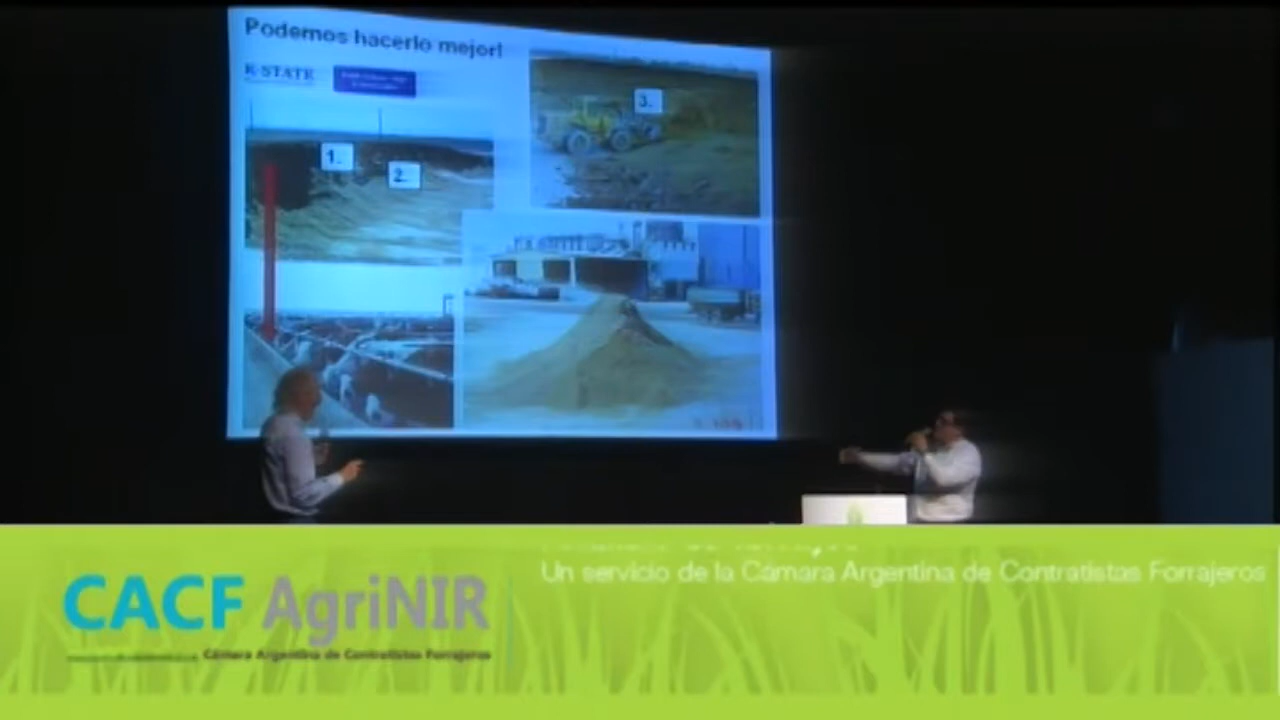 Podemos hacerlo mejor!
K-STATE
1.
2.
3.
CACF AgriNIR
Cámara Argentina de Contratistas Forrajeros
Un servicio de la Cámara Argentina de Contratistas Forrajeros